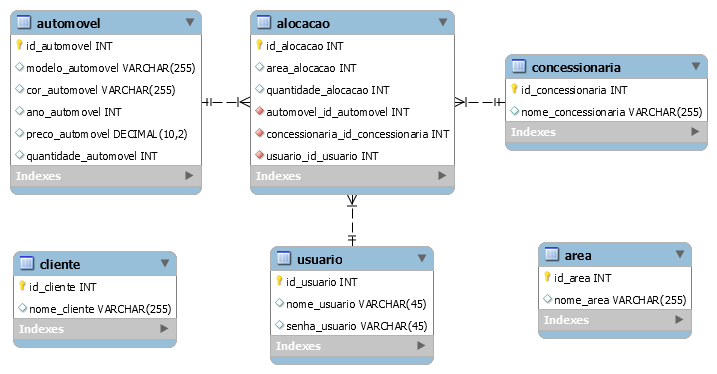 automovel
id_automovel INT
modelo_automovel VARCHAR(255)
cor_automovel VARCHAR(255)
ano_automovel INT
preco_automovel DECIMAL(10,2)
quantidade_automovel INT
Indexes
alocacao
id_alocacao INT
area_alocacao INT
quantidade_alocacao INT
automovel_id_automovel INT
concessionaria_id_concessionaria INT
usuario_id_usuario INT
Indexes
concessionaria
id_concessionaria INT
nome_concessionaria VARCHAR(255)
Indexes
cliente
id_cliente INT
nome_cliente VARCHAR(255)
Indexes
usuario
id_usuario INT
nome_usuario VARCHAR(45)
senha_usuario VARCHAR(45)
Indexes
area
id_area INT
nome_area VARCHAR(255)
Indexes